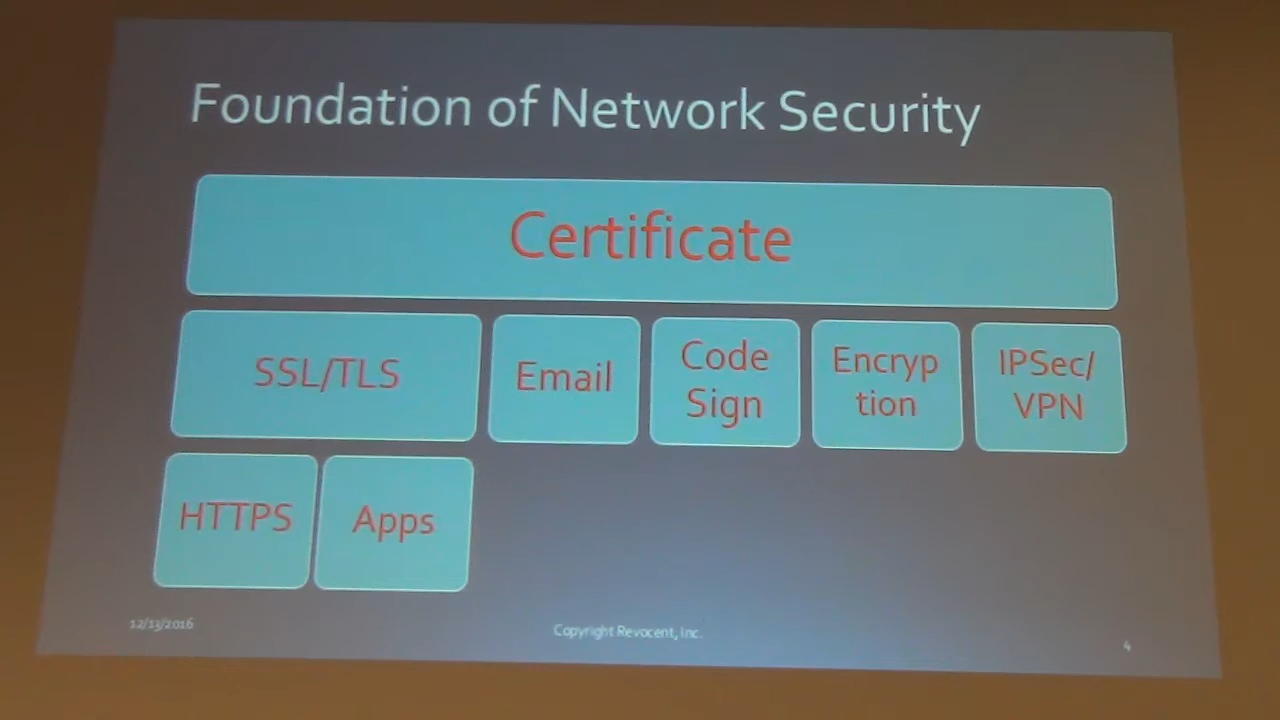 Foundation of Network Security
Certificate
SSL/TLS
Email
Code
Sign
Encryp
tion
IPSec/
VPN
HTTPS
Apps
12/13/2016
Copyright Revocent, Inc.
4